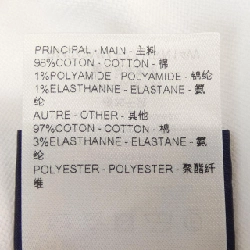 PRINCIPAL - MAIN - 主料
98%COTON - COTTON - 棉
1%POLYAMIDE - POLYAMIDE - 锦纶
1%ELASTHANNE - ELASTANE - 氨
纶
AUTRE - OTHER - 其他
97%COTON - COTTON - 棉
3%ELASTHANNE - ELASTANE - 氨
纶
POLYESTER - POLYESTER - 聚酯纤
维